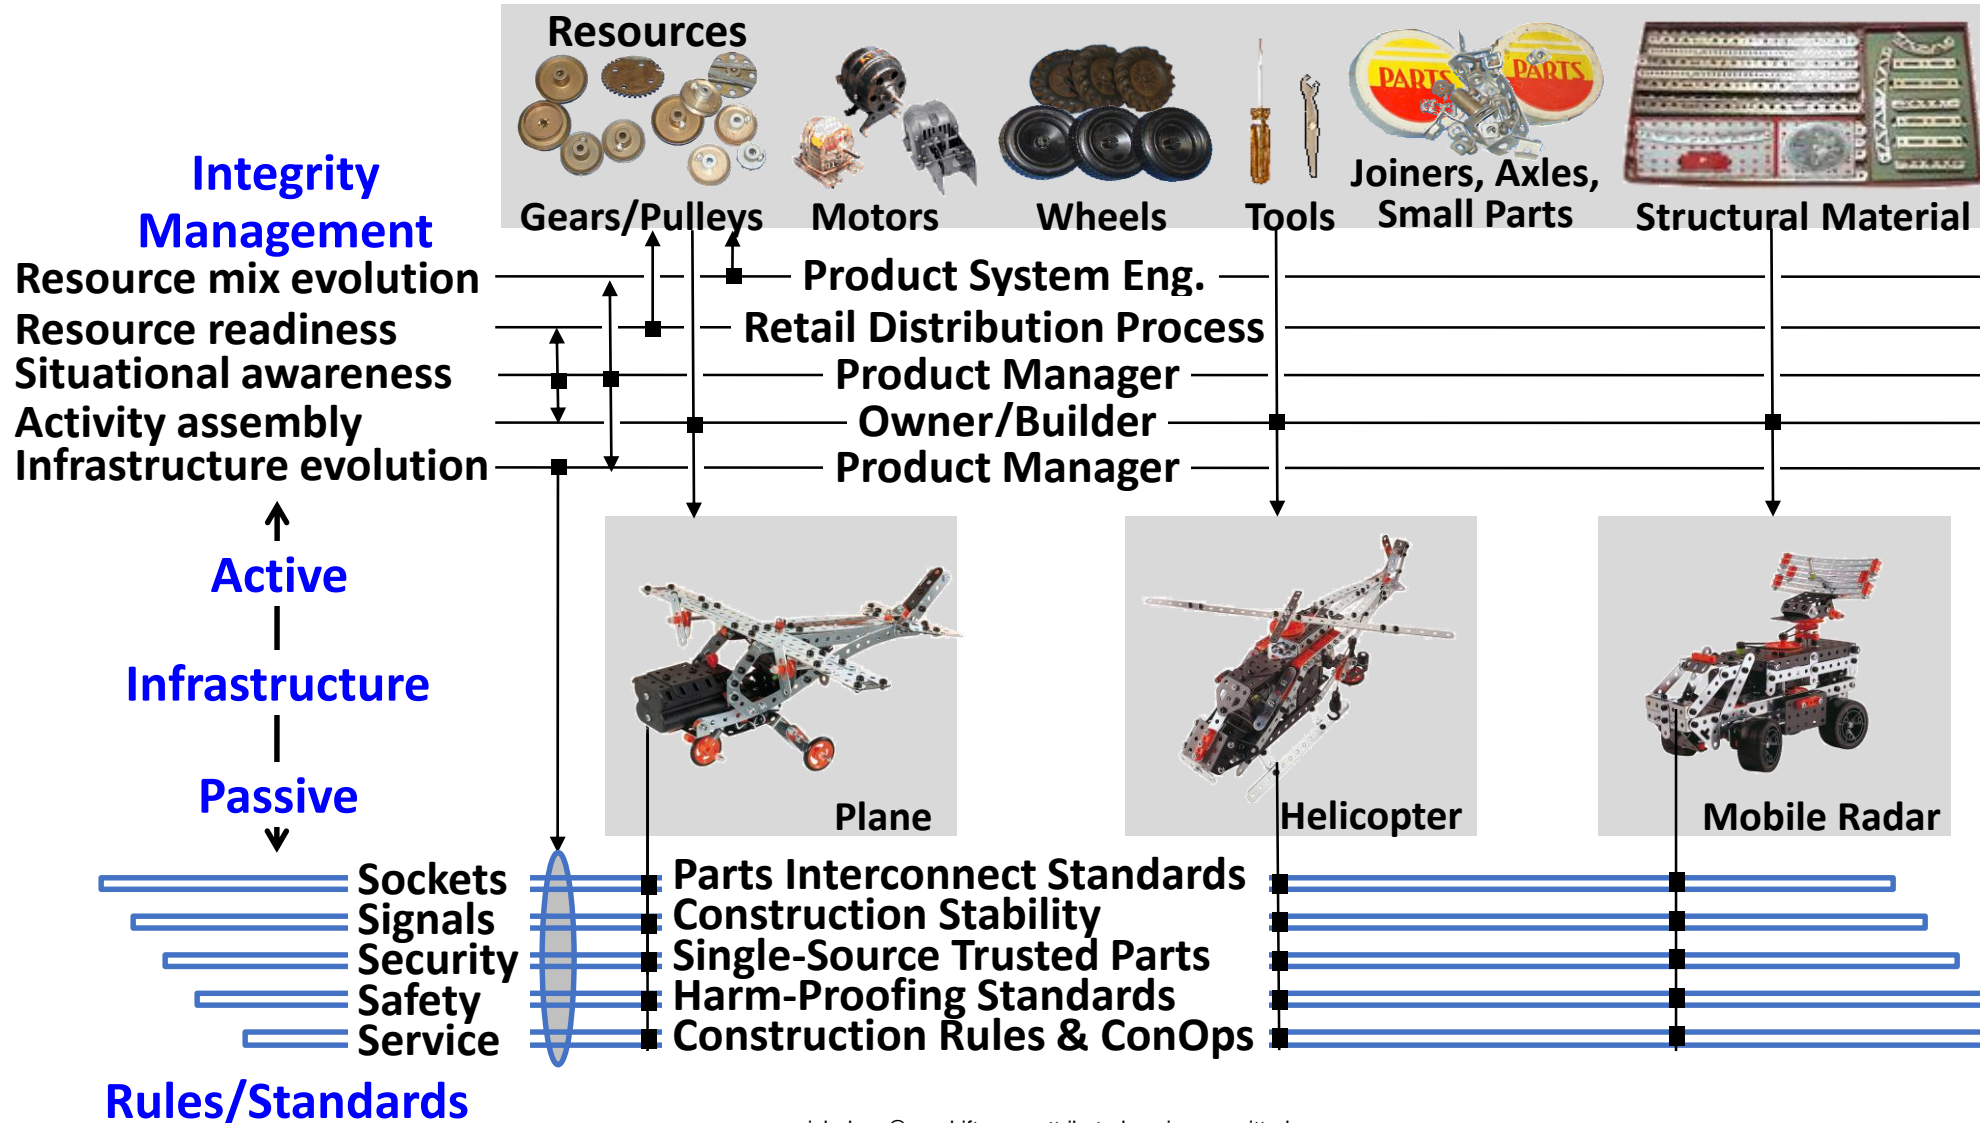 Resources
PARTS
PARTS
Gears/Pulleys
Motors
Wheels
Tools
Joiners, Axles,
Small Parts
Structural Material
Integrity
Management
Resource mix evolution
Product System Eng.
Resource readiness
Retail Distribution Process
Situational awareness
Product Manager
Activity assembly
Owner/Builder
Infrastructure evolution
Product Manager
Active
Infrastructure
Passive
Plane
Helicopter
Mobile Radar
Sockets
Parts Interconnect Standards
Signals
Construction Stability
Security
Single-Source Trusted Parts
Safety
Harm-Proofing Standards
Service
Construction Rules & ConOps
Rules/Standards